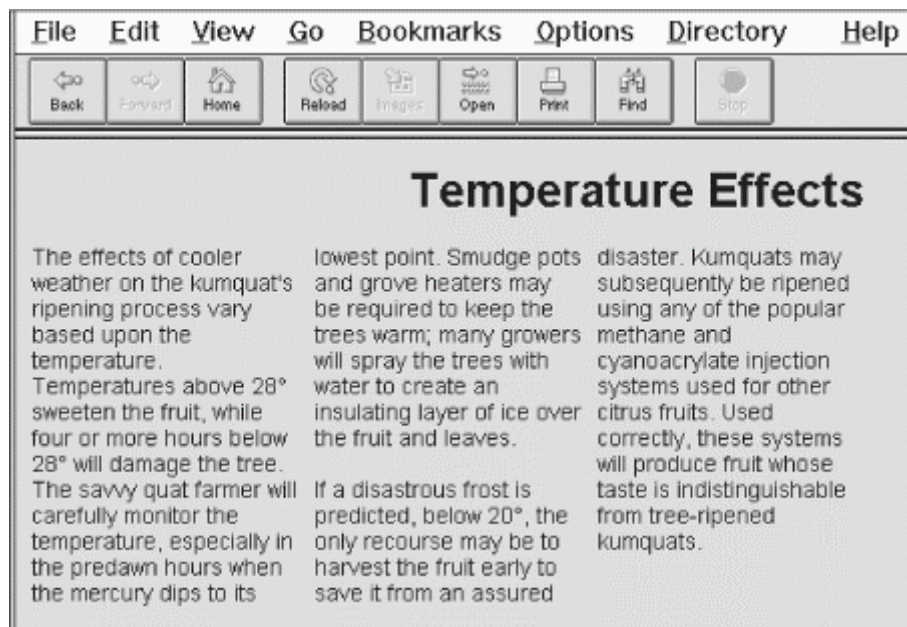 File Edit View Go Bookmarks Options Directory Help
Back Forward Home Reload Images Open Print Find Stop
Temperature Effects
The effects of cooler
weather on the kumquat's
ripening process vary
based upon the
temperature.
Temperatures above 28°
sweeten the fruit, while
four or more hours below
28° will damage the tree.
The savvy quat farmer will
carefully monitor the
temperature, especially in
the predawn hours when
the mercury dips to its
lowest point. Smudge pots
and grove heaters may
be required to keep the
trees warm; many growers
will spray the trees with
water to create an
insulating layer of ice over
the fruit and leaves.
If a disastrous frost is
predicted, below 20°, the
only recourse may be to
harvest the fruit early to
save it from an assured
disaster. Kumquats may
subsequently be ripened
using any of the popular
methane and
cyanoacrylate injection
systems used for other
citrus fruits. Used
correctly, these systems
will produce fruit whose
taste is indistinguishable
from tree-ripened
kumquats.